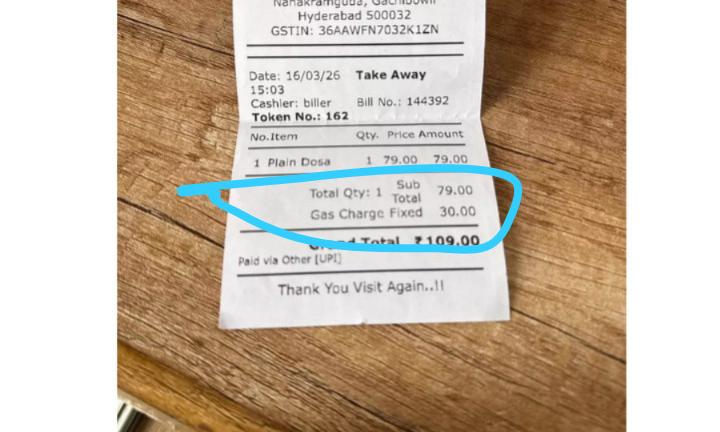 Nanakramguda, Gachibowli
Hyderabad 500032
GSTIN: 36AAWFN7032K1ZN
Date: 16/03/26 Take Away
15:03
Cashier: biller Bill No.: 144392
Token No.: 162
No.Item Qty. Price Amount
1 Plain Dosa 1 79.00 79.00
Total Qty: 1 Sub Total 79.00
Gas Charge Fixed 30.00
Grand Total ₹109.00
Paid via Other [UPI]
Thank You Visit Again..!!